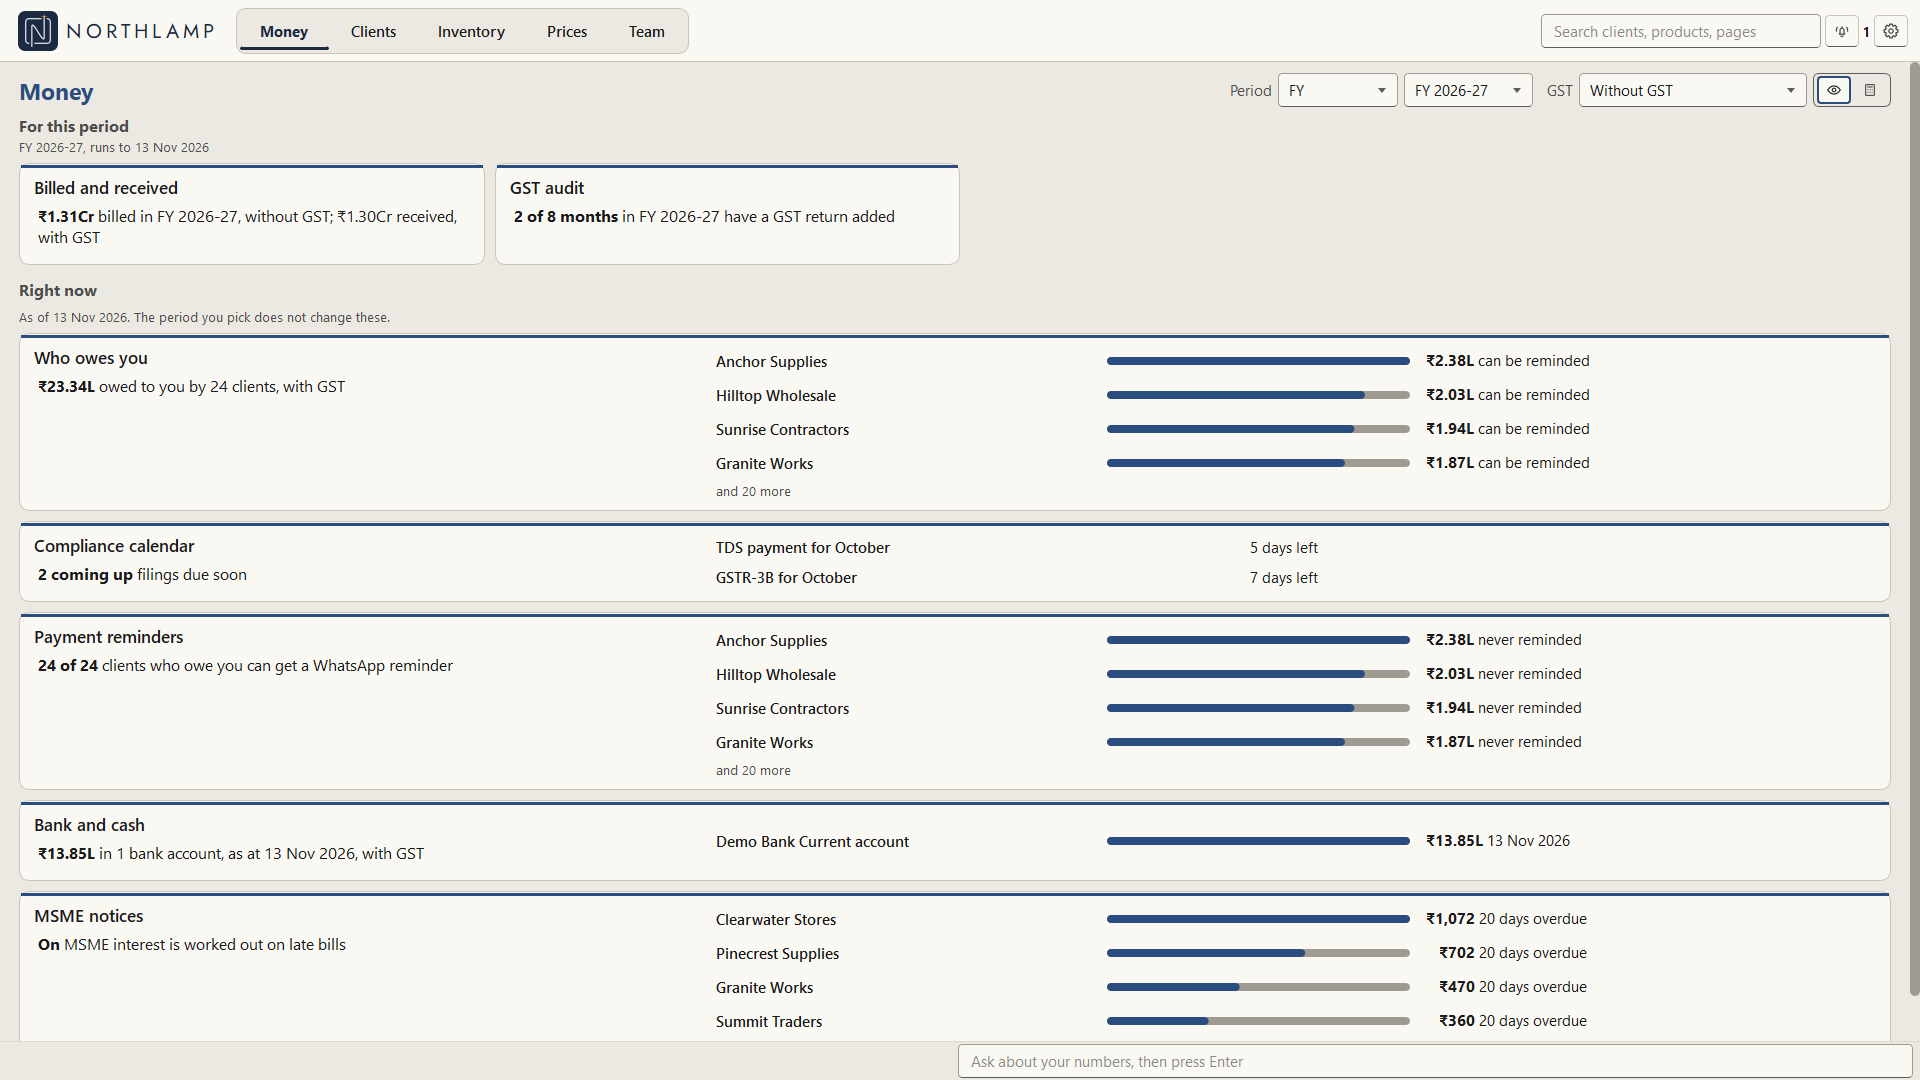 NORTHLAMP
Money
Clients
Inventory
Prices
Team
Search clients, products, pages
1
Money
Period
FY
FY 2026-27
GST
Without GST
For this period
FY 2026-27, runs to 13 Nov 2026
Billed and received
₹1.31Cr billed in FY 2026-27, without GST; ₹1.30Cr received,
with GST
GST audit
2 of 8 months in FY 2026-27 have a GST return added
Right now
As of 13 Nov 2026. The period you pick does not change these.
Who owes you
₹23.34L owed to you by 24 clients, with GST
Anchor Supplies ₹2.38L can be reminded
Hilltop Wholesale ₹2.03L can be reminded
Sunrise Contractors ₹1.94L can be reminded
Granite Works ₹1.87L can be reminded
and 20 more
Compliance calendar
2 coming up filings due soon
TDS payment for October 5 days left
GSTR-3B for October 7 days left
Payment reminders
24 of 24 clients who owe you can get a WhatsApp reminder
Anchor Supplies ₹2.38L never reminded
Hilltop Wholesale ₹2.03L never reminded
Sunrise Contractors ₹1.94L never reminded
Granite Works ₹1.87L never reminded
and 20 more
Bank and cash
₹13.85L in 1 bank account, as at 13 Nov 2026, with GST
Demo Bank Current account ₹13.85L 13 Nov 2026
MSME notices
On MSME interest is worked out on late bills
Clearwater Stores ₹1,072 20 days overdue
Pinecrest Supplies ₹702 20 days overdue
Granite Works ₹470 20 days overdue
Summit Traders ₹360 20 days overdue
Ask about your numbers, then press Enter